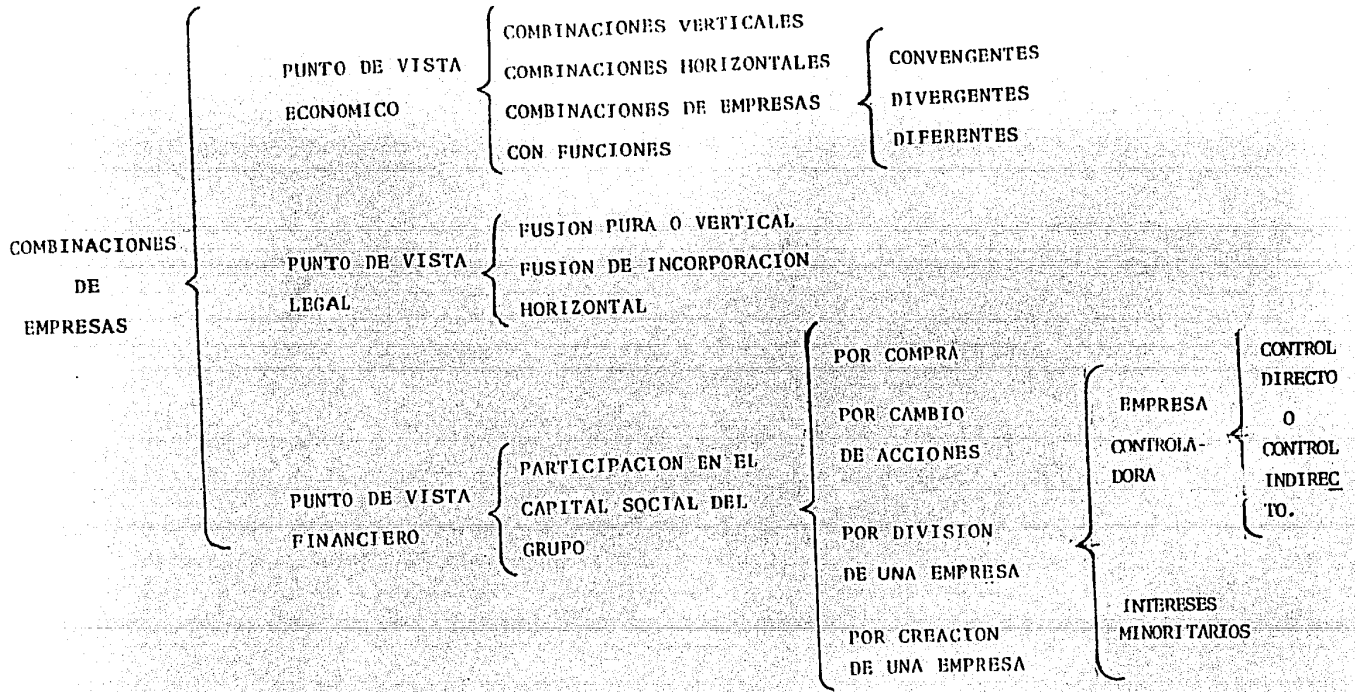 COMBINACIONES
DE
EMPRESAS
PUNTO DE VISTA
ECONOMICO
COMBINACIONES VERTICALES
COMBINACIONES HORIZONTALES
COMBINACIONES DE EMPRESAS
CON FUNCIONES
CONVENGENTES
DIVERGENTES
DIFERENTES
PUNTO DE VISTA
LEGAL
FUSION PURA O VERTICAL
FUSION DE INCORPORACION
HORIZONTAL
PUNTO DE VISTA
FINANCIERO
PARTICIPACION EN EL
CAPITAL SOCIAL DEL
GRUPO
POR COMPRA
POR CAMBIO
DE ACCIONES
POR DIVISION
DE UNA EMPRESA
POR CREACION
DE UNA EMPRESA
EMPRESA
CONTROLA-
DORA
INTERESES
MINORITARIOS
CONTROL
DIRECTO
O
CONTROL
INDIREC
TO.